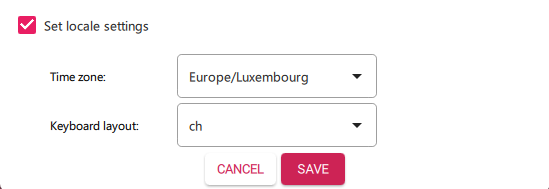 Set locale settings
Time zone: Europe/Luxembourg
Keyboard layout: ch
CANCEL SAVE